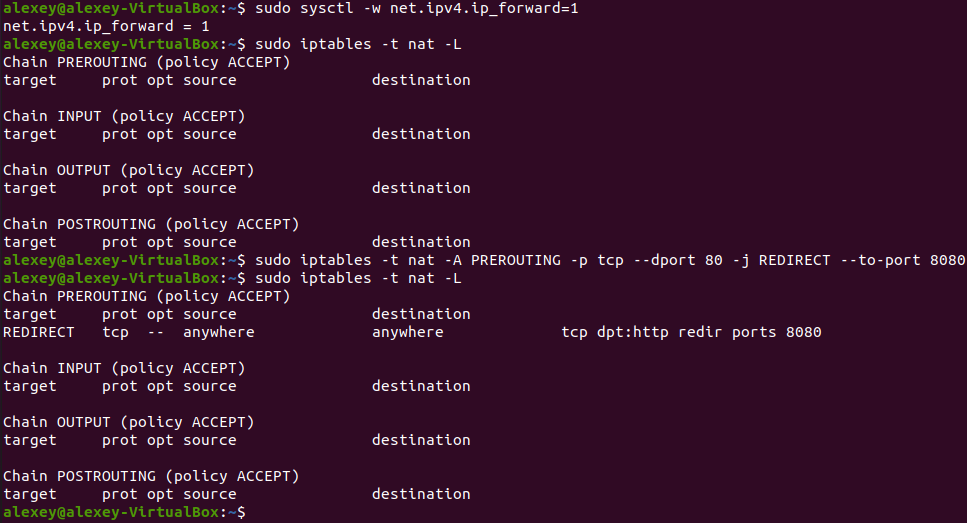 alexey@alexey-VirtualBox:~$ sudo sysctl -w net.ipv4.ip_forward=1
net.ipv4.ip_forward = 1
alexey@alexey-VirtualBox:~$ sudo iptables -t nat -L
Chain PREROUTING (policy ACCEPT)
target     prot opt source               destination

Chain INPUT (policy ACCEPT)
target     prot opt source               destination

Chain OUTPUT (policy ACCEPT)
target     prot opt source               destination

Chain POSTROUTING (policy ACCEPT)
target     prot opt source               destination
alexey@alexey-VirtualBox:~$ sudo iptables -t nat -A PREROUTING -p tcp --dport 80 -j REDIRECT --to-port 8080
alexey@alexey-VirtualBox:~$ sudo iptables -t nat -L
Chain PREROUTING (policy ACCEPT)
target     prot opt source               destination
REDIRECT   tcp  --  anywhere             anywhere             tcp dpt:http redir ports 8080

Chain INPUT (policy ACCEPT)
target     prot opt source               destination

Chain OUTPUT (policy ACCEPT)
target     prot opt source               destination

Chain POSTROUTING (policy ACCEPT)
target     prot opt source               destination
alexey@alexey-VirtualBox:~$